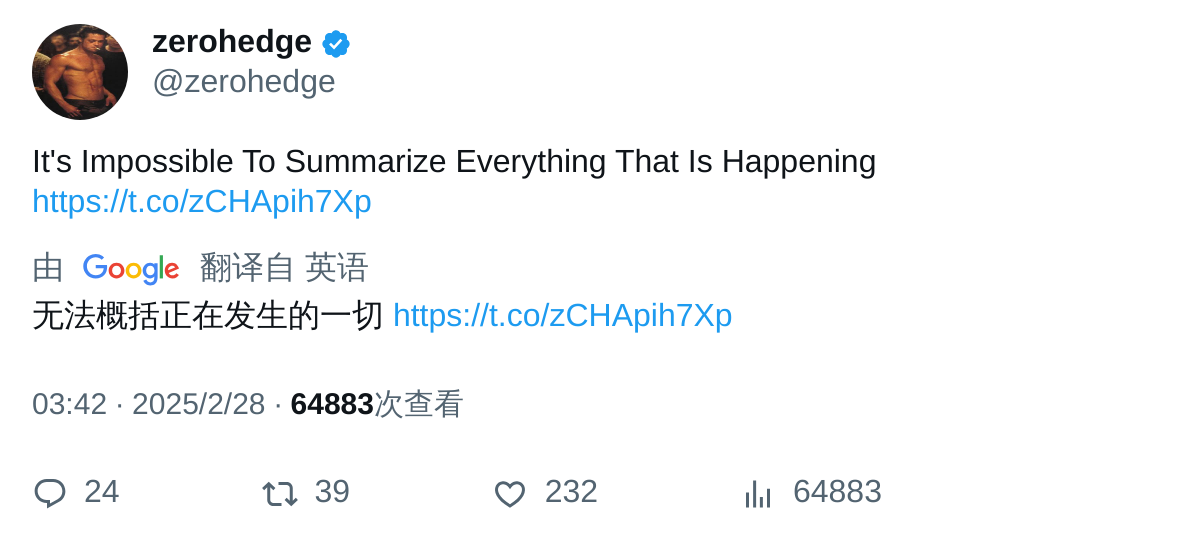 zerohedge
@zerohedge
It's Impossible To Summarize Everything That Is Happening
https://t.co/zCHApih7Xp
由 Google 翻译自 英语
无法概括正在发生的一切 https://t.co/zCHApih7Xp
03:42 · 2025/2/28 · 64883次查看
24 39 232 64883